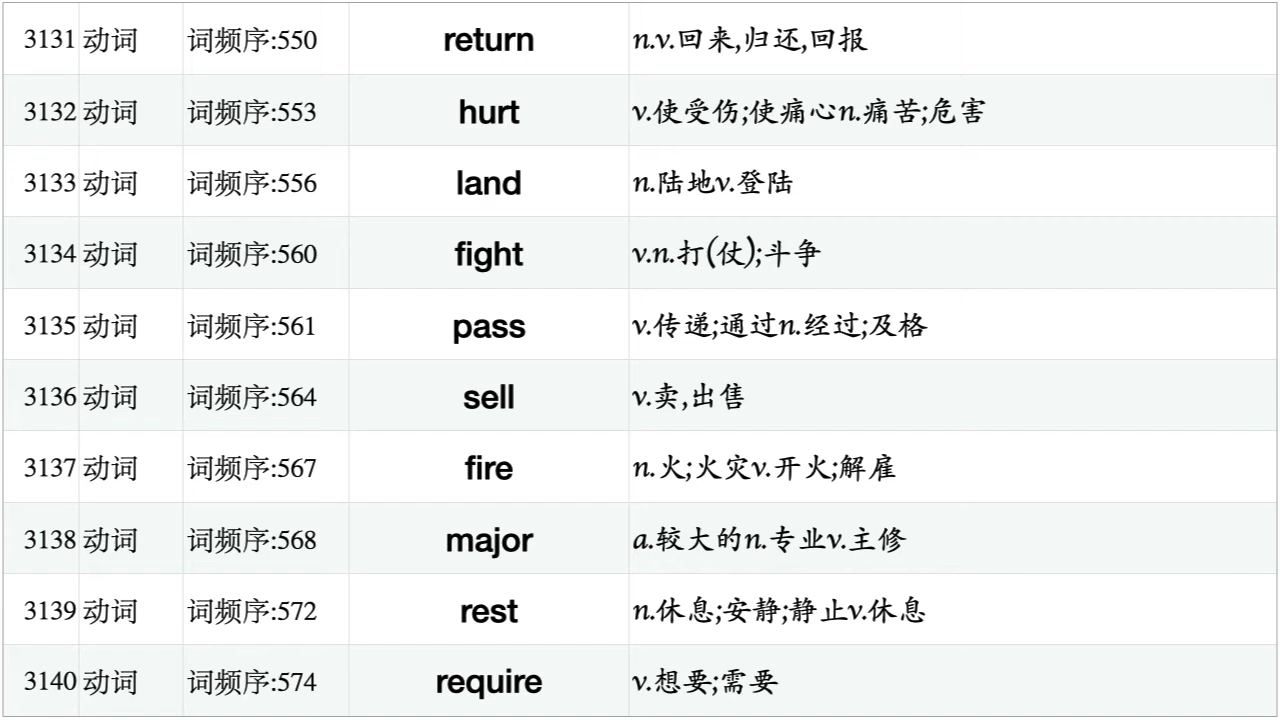 3131 动词 词频序:550 return n.v.回来,归还,回报
3132 动词 词频序:553 hurt v.使受伤;使痛心n.痛苦;危害
3133 动词 词频序:556 land n.陆地v.登陆
3134 动词 词频序:560 fight v.n.打(仗);斗争
3135 动词 词频序:561 pass v.传递;通过n.经过;及格
3136 动词 词频序:564 sell v.卖,出售
3137 动词 词频序:567 fire n.火;火灾v.开火;解雇
3138 动词 词频序:568 major a.较大的n.专业v.主修
3139 动词 词频序:572 rest n.休息;安静;静止v.休息
3140 动词 词频序:574 require v.想要;需要